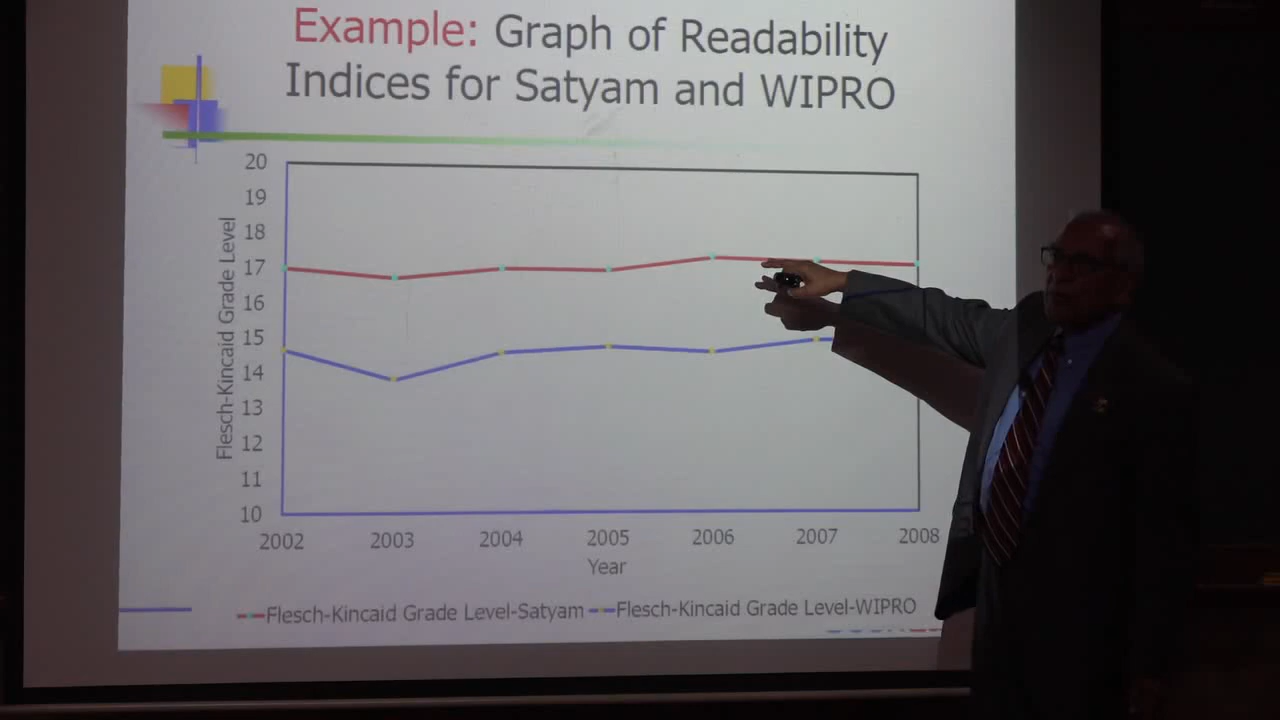 Example: Graph of Readability
Indices for Satyam and WIPRO
Flesch-Kincaid Grade Level
20
19
18
17
16
15
14
13
12
11
10
2002 2003 2004 2005 2006 2007 2008
Year
Flesch-Kincaid Grade Level-Satyam Flesch-Kincaid Grade Level-WIPRO